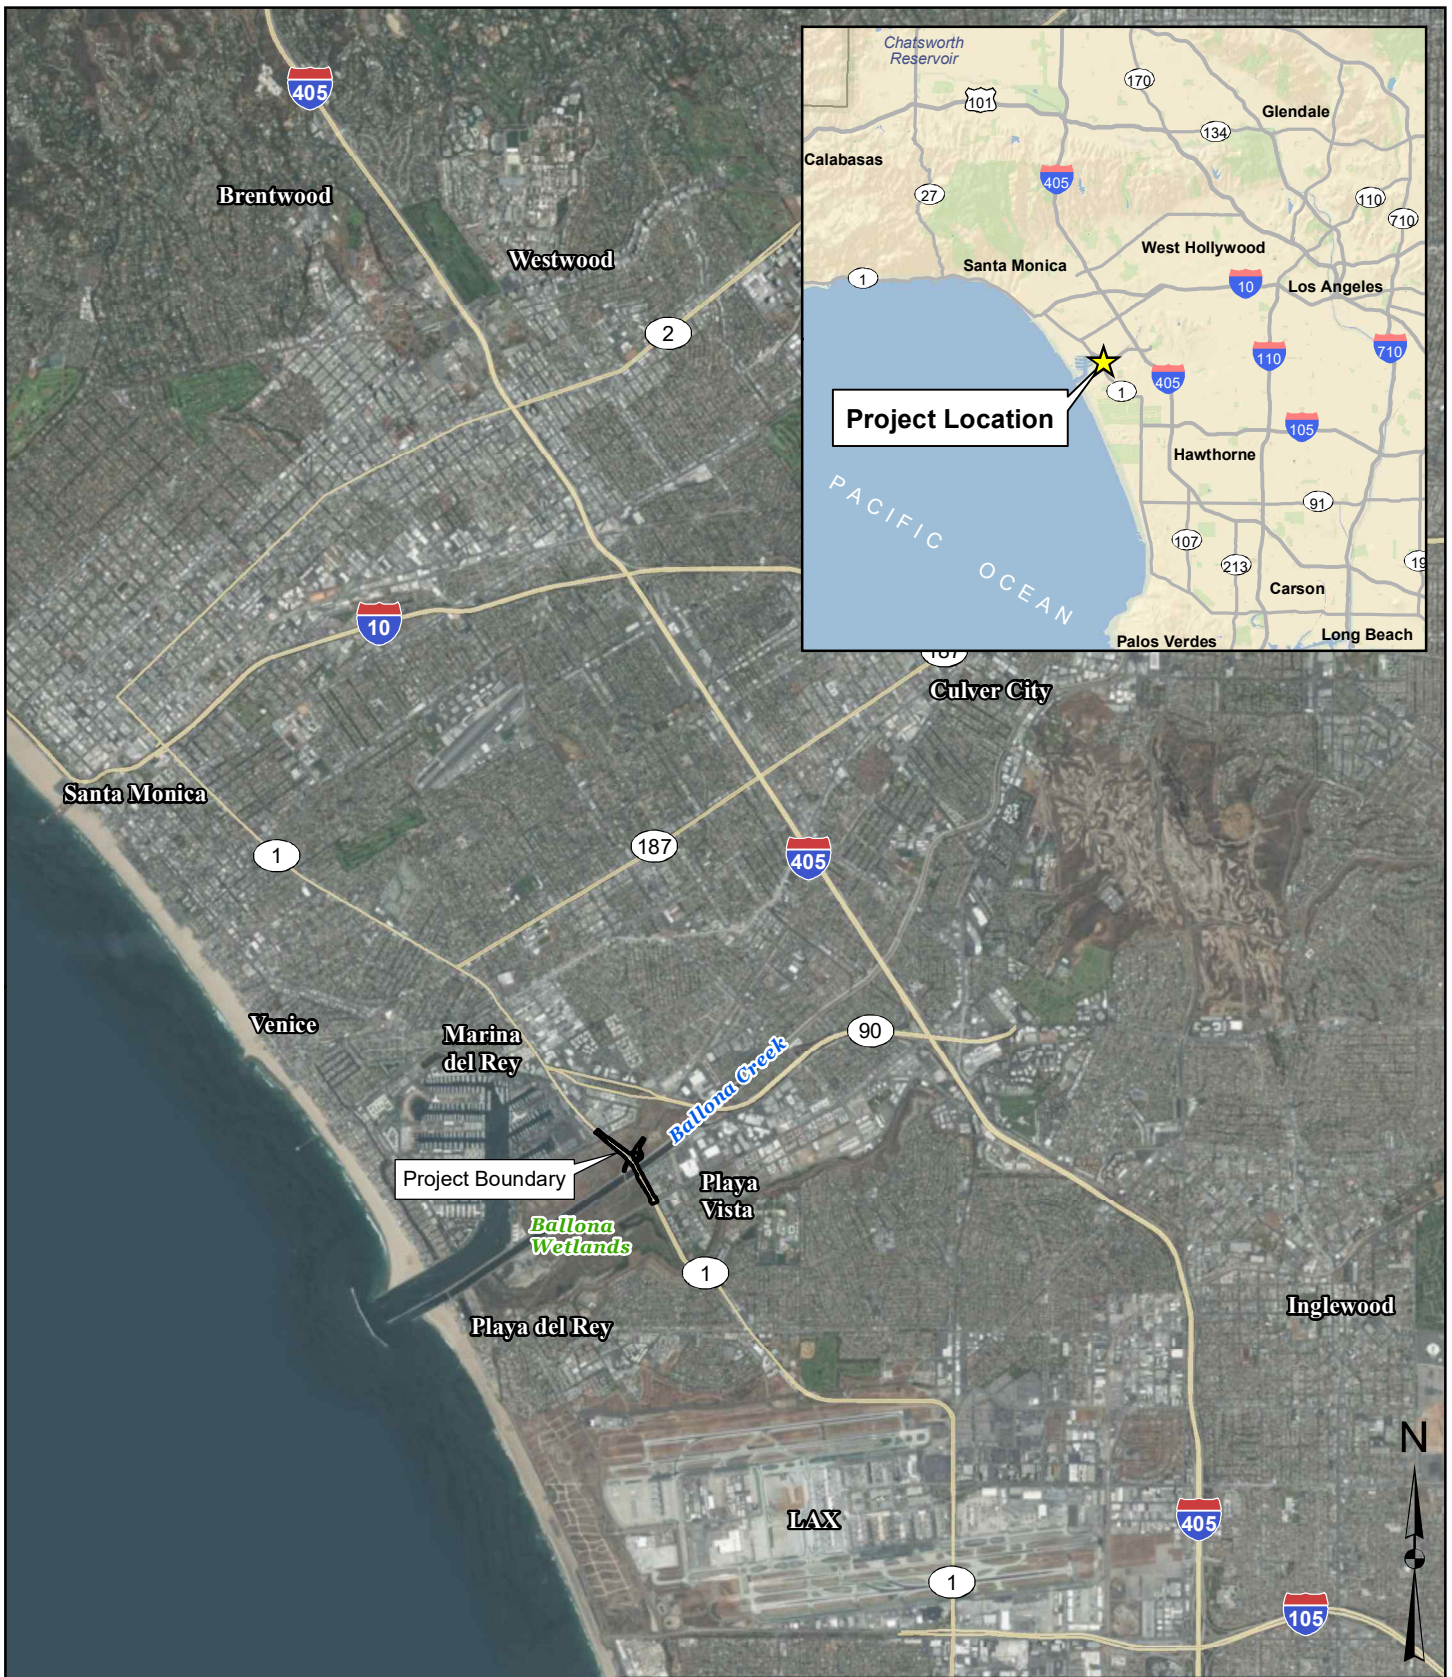 405
Brentwood
Westwood
2
10
Santa Monica
1
187
405
187
Culver City
Venice
Marina
del Rey
90
Ballona Creek
Project Boundary
Playa
Vista
Ballona
Wetlands
1
Playa del Rey
Inglewood
LAX
405
1
105
N
Chatsworth
Reservoir
170
101
Glendale
134
Calabasas
405
27
110
710
West Hollywood
Santa Monica
1
10
Los Angeles
110
710
405
1
Project Location
105
Hawthorne
PACIFIC OCEAN
91
107
213
19
Carson
Palos Verdes
Long Beach